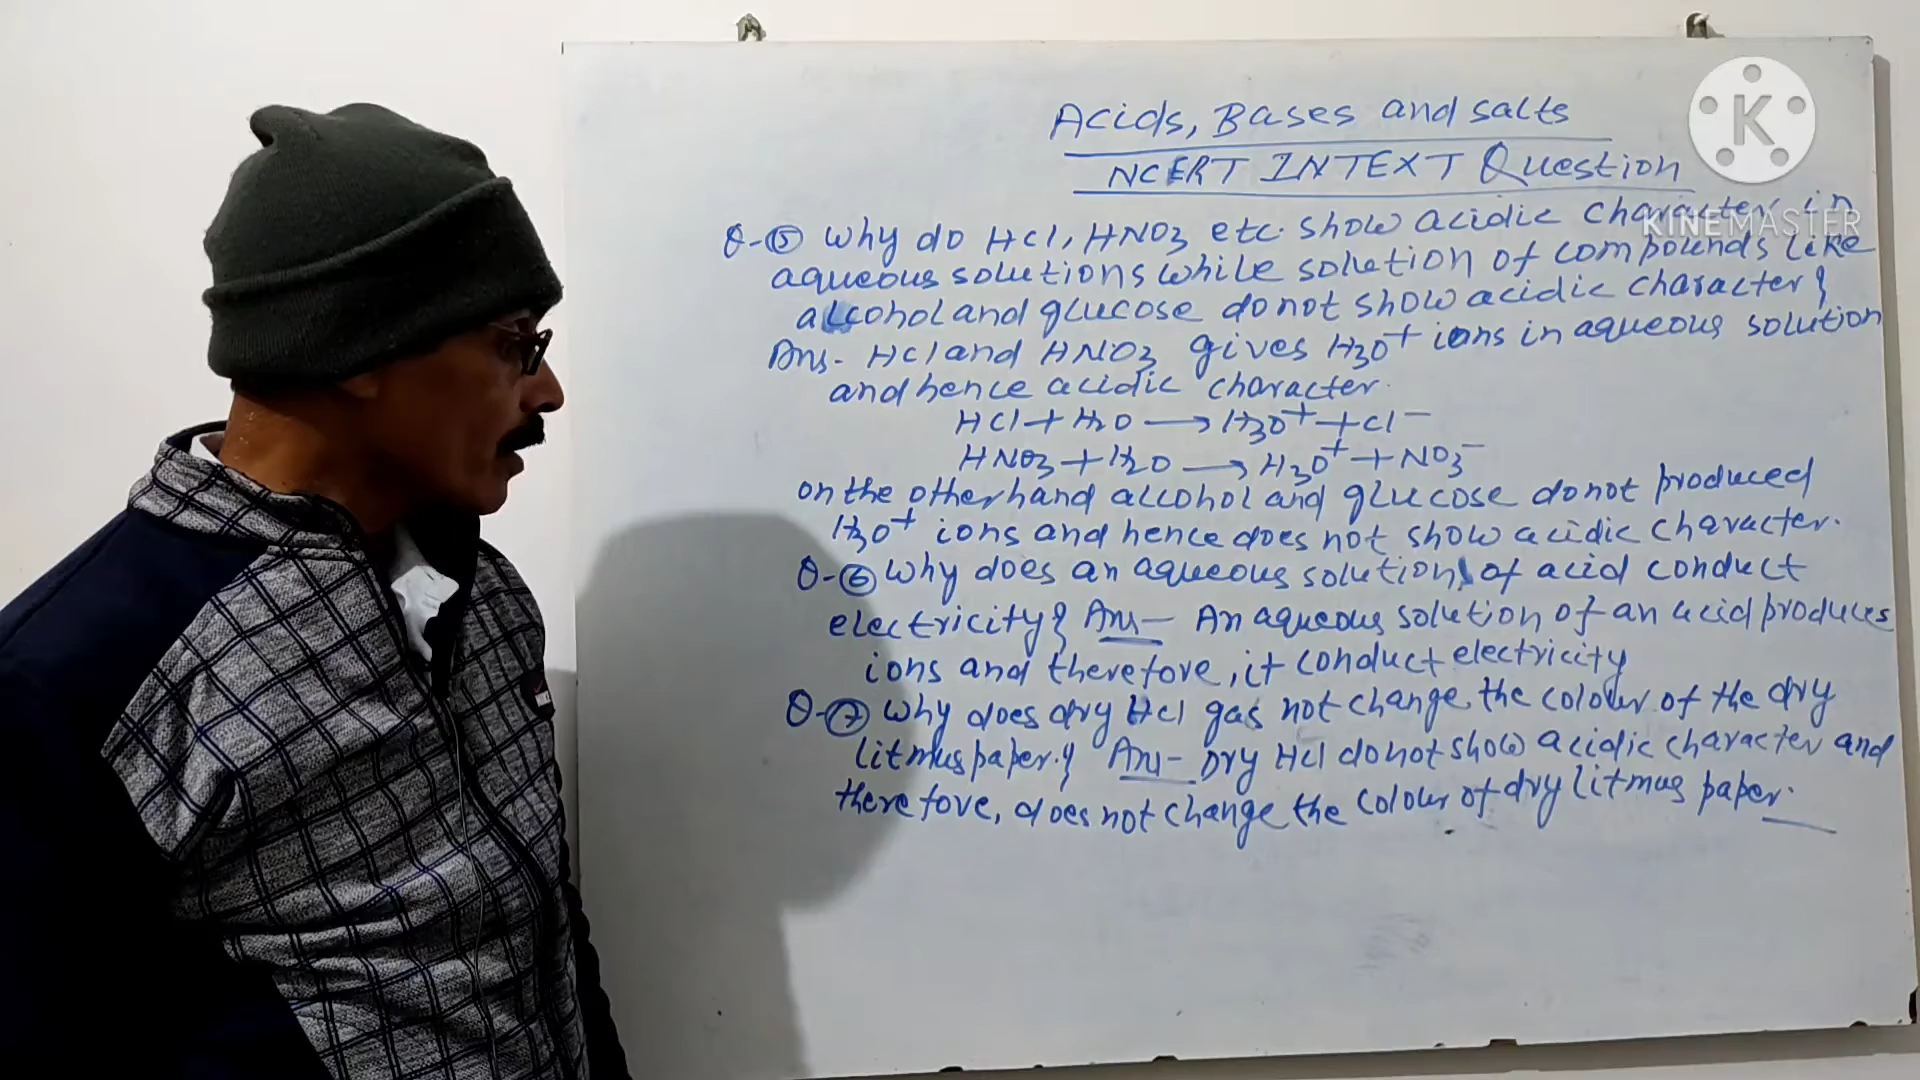 Acids, Bases and salts
NCERT INTEXT Question
K
KINEMASTER
Q-⑤ Why do HCl, HNO3 etc. show acidic character in
aqueous solutions while solution of compounds like
alcohol and glucose do not show acidic character?
Ans- HCl and HNO3 gives H3O+ ions in aqueous solution
and hence acidic character.
HCl + H2O → H3O+ + Cl-
HNO3 + H2O → H3O+ + NO3-
on the other hand alcohol and glucose do not produced
H3O+ ions and hence does not show acidic character.
Q-⑥ Why does an aqueous solution of acid conduct
electricity? Ans- An aqueous solution of an acid produces
ions and therefore, it conduct electricity
Q-⑦ Why does dry HCl gas not change the colour of the dry
litmus paper.? Ans- Dry HCl do not show acidic character and
therefore, does not change the colour of dry litmus paper.